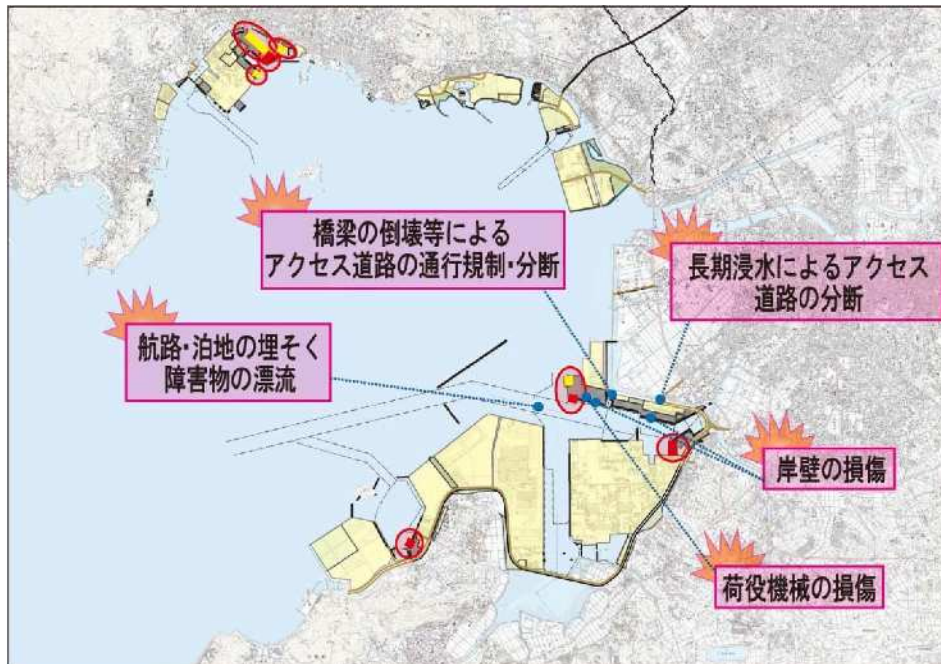 橋梁の倒壊等による
アクセス道路の通行規制・分断
長期浸水によるアクセス
道路の分断
航路・泊地の埋そく
障害物の漂流
岸壁の損傷
荷役機械の損傷